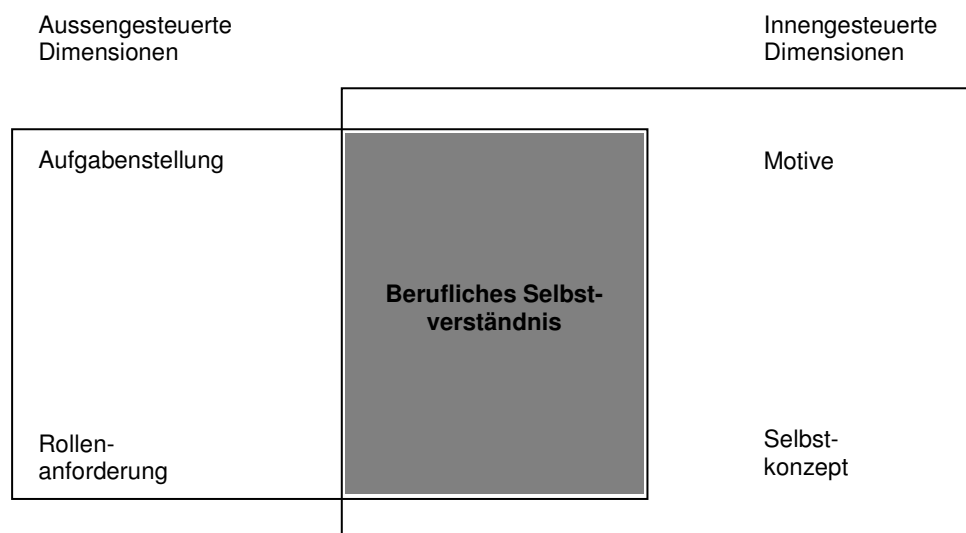 Aussengesteuerte
Dimensionen
Innengesteuerte
Dimensionen
Aufgabenstellung
Motive
Berufliches Selbst-
verständnis
Rollen-
anforderung
Selbst-
konzept